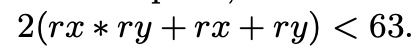 2(rx * ry + rx + ry) < 63.